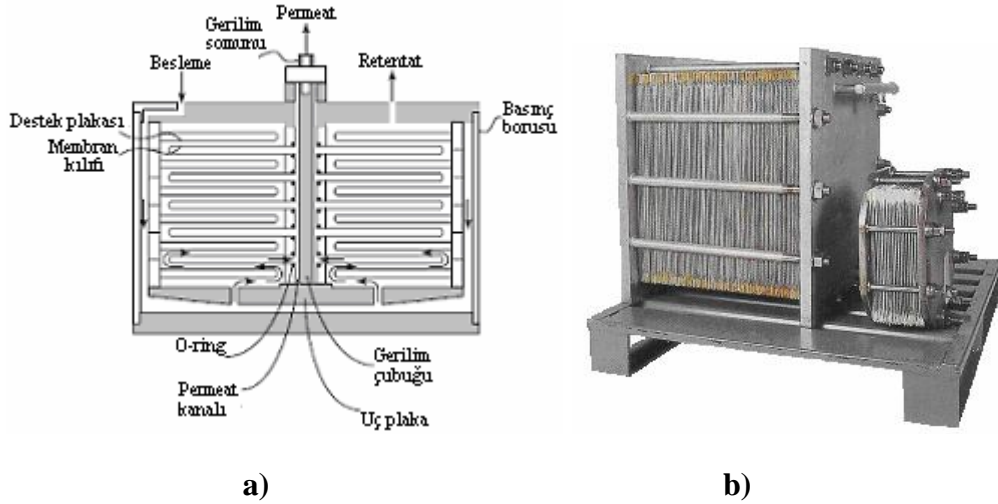 Permeat
Gerilim
somunu
Besleme
Retentat
Destek plakası
Membran
kılıfı
Basınç
borusu
O-ring
Gerilim
çubuğu
Permeat
kanalı
Uç plaka
a)
b)